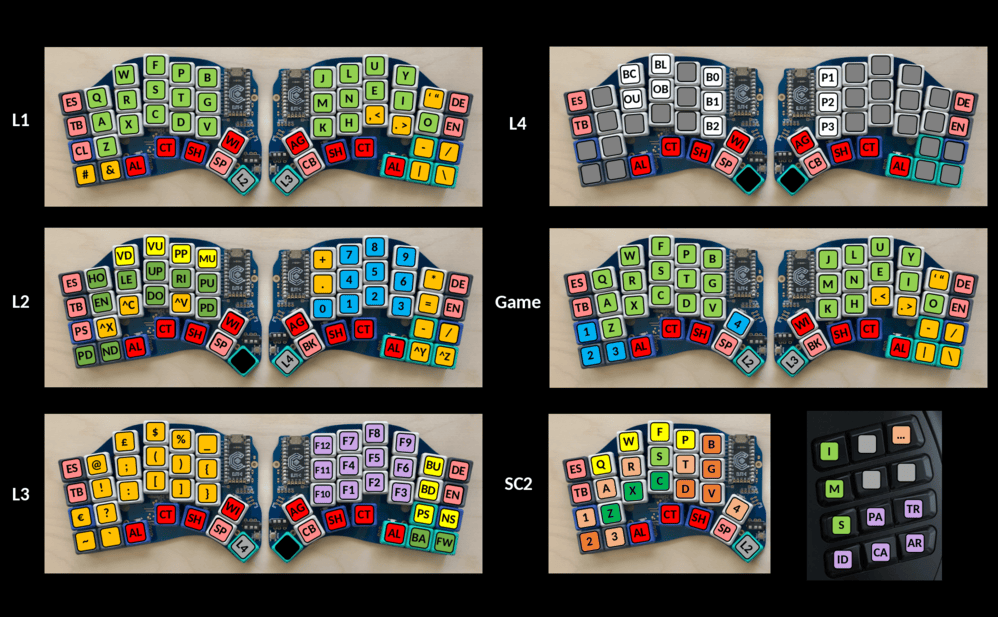 L1
F
U
W
P
B
J
L
Y
S
E
ES
Q
R
T
G
M
N
I
' "
DE
TB
A
X
C
D
V
K
H
, <
. >
O
EN
CL
Z
CT
SH
WI
AG
SH
CT
-
/
#
&
AL
SP
CB
AL
|
\
L2
L3
L4
BL
BC
B0
P1
ES
OU
OB
B1
P2
DE
TB
B2
P3
EN
CT
SH
WI
AG
SH
CT
AL
SP
CB
AL
L2
VU
8
VD
PP
MU
+
7
9
ES
HO
LE
UP
RI
PU
.
4
5
6
*
DE
TB
EN
^C
DO
^V
PD
0
1
2
3
=
EN
PS
^X
CT
SH
WI
AG
SH
CT
-
/
PD
ND
AL
SP
BK
AL
^Y
^Z
L4
Game
F
U
W
P
B
J
L
Y
ES
Q
R
S
T
G
M
N
E
I
' "
DE
TB
A
X
C
D
V
K
H
, <
. >
O
EN
1
Z
CT
SH
4
WI
SH
CT
-
/
2
3
AL
SP
BK
AL
|
\
L2
L3
L3
$
F8
£
%
_
F12
F7
F9
ES
@
;
(
)
{
F11
F4
F5
F6
BU
DE
TB
!
:
[
]
}
F10
F1
F2
F3
BD
EN
€
?
CT
SH
WI
AG
SH
CT
PS
NS
~
`
AL
SP
CB
AL
BA
FW
L4
SC2
F
W
P
B
ES
Q
R
S
T
G
TB
A
X
C
D
V
1
Z
CT
SH
4
2
3
AL
SP
L2
I
...
M
S
PA
TR
ID
CA
AR